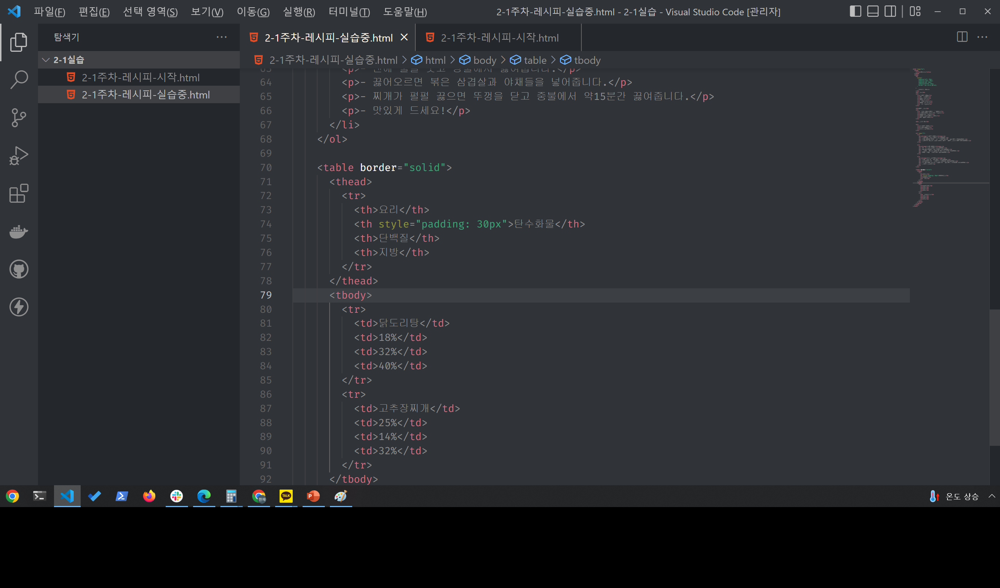 파일(F) 편집(E) 선택 영역(S) 보기(V) 이동(G) 실행(R) 터미널(T) 도움말(H) 2-1주차-레시피-실습중.html - 2-1실습 - Visual Studio Code [관리자]
탐색기 ···
2-1실습
2-1주차-레시피-시작.html
2-1주차-레시피-실습중.html
2-1주차-레시피-실습중.html 2-1주차-레시피-시작.html
2-1주차-레시피-실습중.html > html > body > table > tbody
64 <p>- 끓어오르면 볶은 삼겹살과 야채들을 넣어줍니다.</p>
65 <p>- 찌개가 펄펄 끓으면 뚜껑을 닫고 중불에서 약15분간 끓여줍니다.</p>
66 <p>- 맛있게 드세요!</p>
67 </li>
68 </ol>
69
70 <table border="solid">
71 <thead>
72 <tr>
73 <th>요리</th>
74 <th style="padding: 30px">탄수화물</th>
75 <th>단백질</th>
76 <th>지방</th>
77 </tr>
78 </thead>
79 <tbody>
80 <tr>
81 <td>닭도리탕</td>
82 <td>18%</td>
83 <td>32%</td>
84 <td>40%</td>
85 </tr>
86 <tr>
87 <td>고추장찌개</td>
88 <td>25%</td>
89 <td>14%</td>
90 <td>32%</td>
91 </tr>
92 </tbody>
TALK
온도 상승